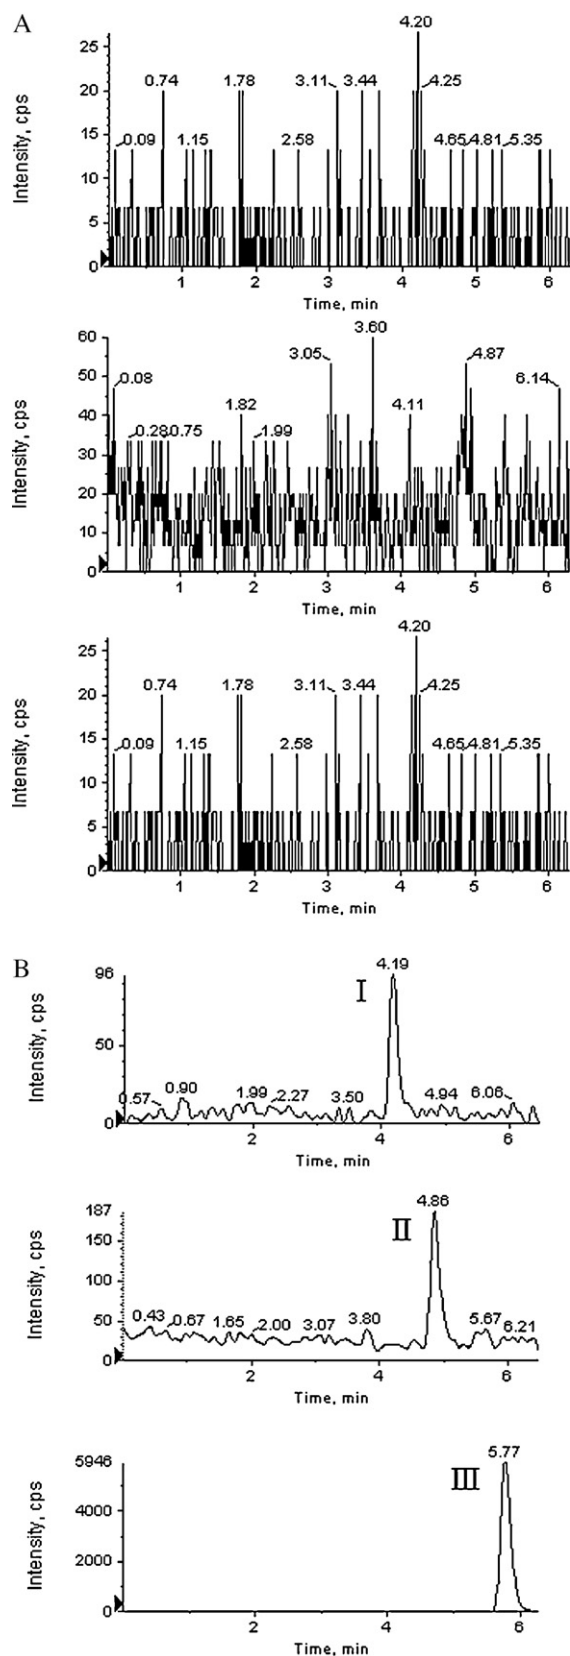 A
4.20
25
0.74 1.78 3.11 3.44 4.25
20
15
0.09 1.15 2.58 4.65 4.81 5.35
10
5
0
Intensity, cps
1 2 3 4 5 6
Time, min
60
3.60
3.05 4.87
50
0.08 6.14
40
1.82 4.11
0.28 0.75 1.99
30
20
10
0
Intensity, cps
1 2 3 4 5 6
Time, min
4.20
25
0.74 1.78 3.11 3.44 4.25
20
15
0.09 1.15 2.58 4.65 4.81 5.35
10
5
0
Intensity, cps
1 2 3 4 5 6
Time, min
B
96
4.19
I
50
0.57 0.90 1.99 2.27 3.50 4.94 6.06
0
Intensity, cps
2 4 6
Time, min
187
4.86
II
150
100
50
0.43 0.67 1.65 2.00 3.07 3.80 5.67 6.21
0
Intensity, cps
2 4 6
Time, min
5946
5.77
III
4000
2000
0
Intensity, cps
2 4 6
Time, min